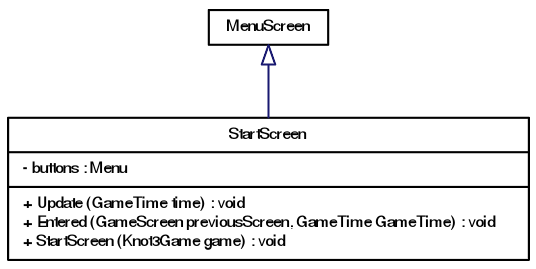 MenuScreen
StartScreen
- buttons : Menu
+ Update (GameTime time) : void
+ Entered (GameScreen previousScreen, GameTime GameTime) : void
+ StartScreen (Knot3Game game) : void